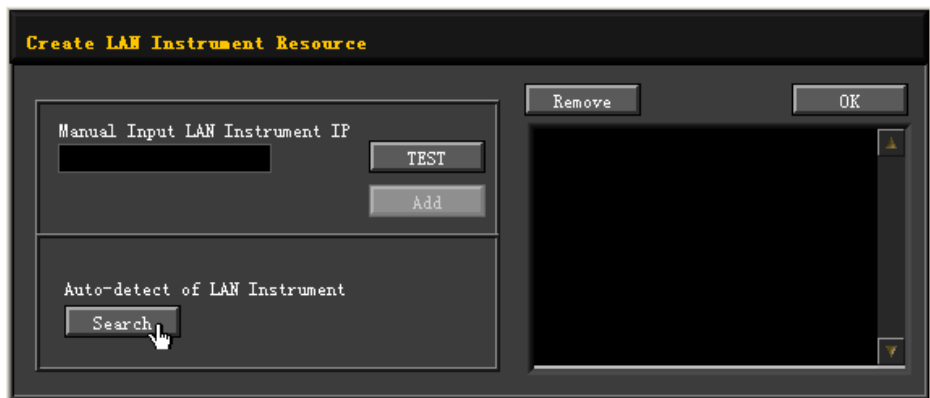 Create LAN Instrument Resource
Manual Input LAN Instrument IP
TEST
Add
Auto-detect of LAN Instrument
Search
Remove
OK